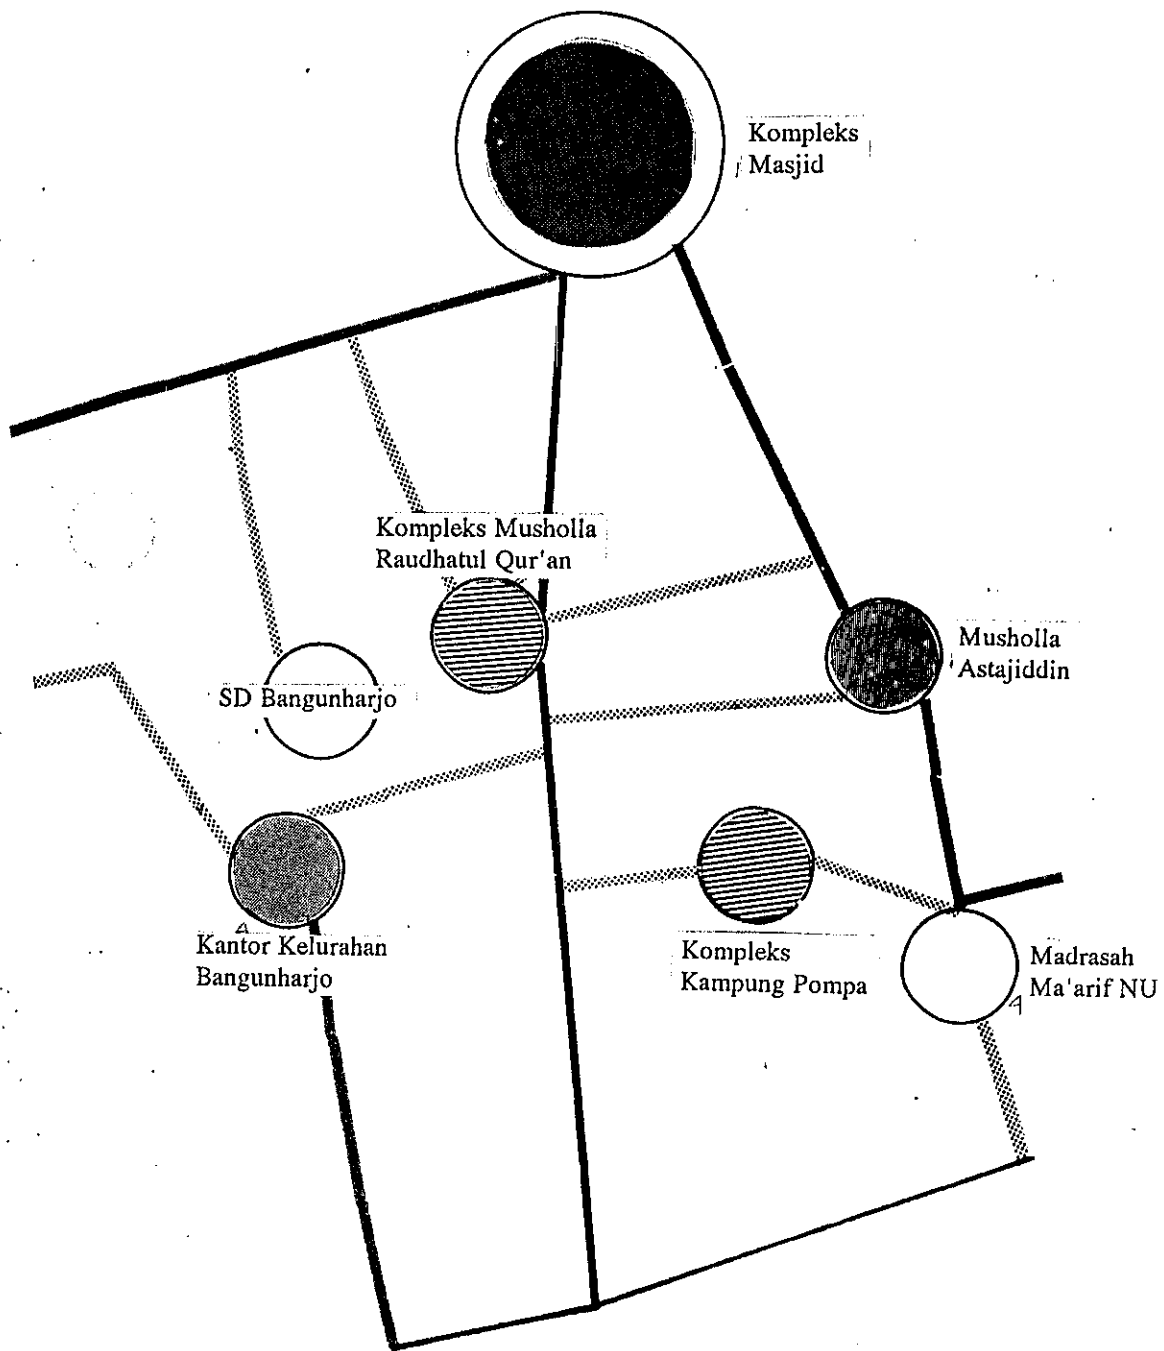 Kompleks
Masjid
Kompleks Musholla
Raudhatul Qur'an
Musholla
Astajiddin
SD Bangunharjo
Kantor Kelurahan
Bangunharjo
Kompleks
Kampung Pompa
Madrasah
Ma'arif NU